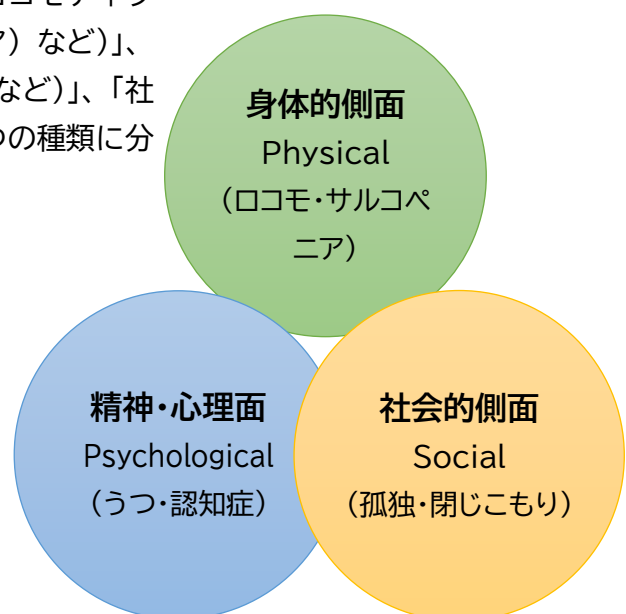 ア）など）」、
など）」、「社
つの種類に分
身体的側面
Physical
（ロコモ・サルコペ
ニア）
精神・心理面
Psychological
（うつ・認知症）
社会的側面
Social
（孤独・閉じこもり）